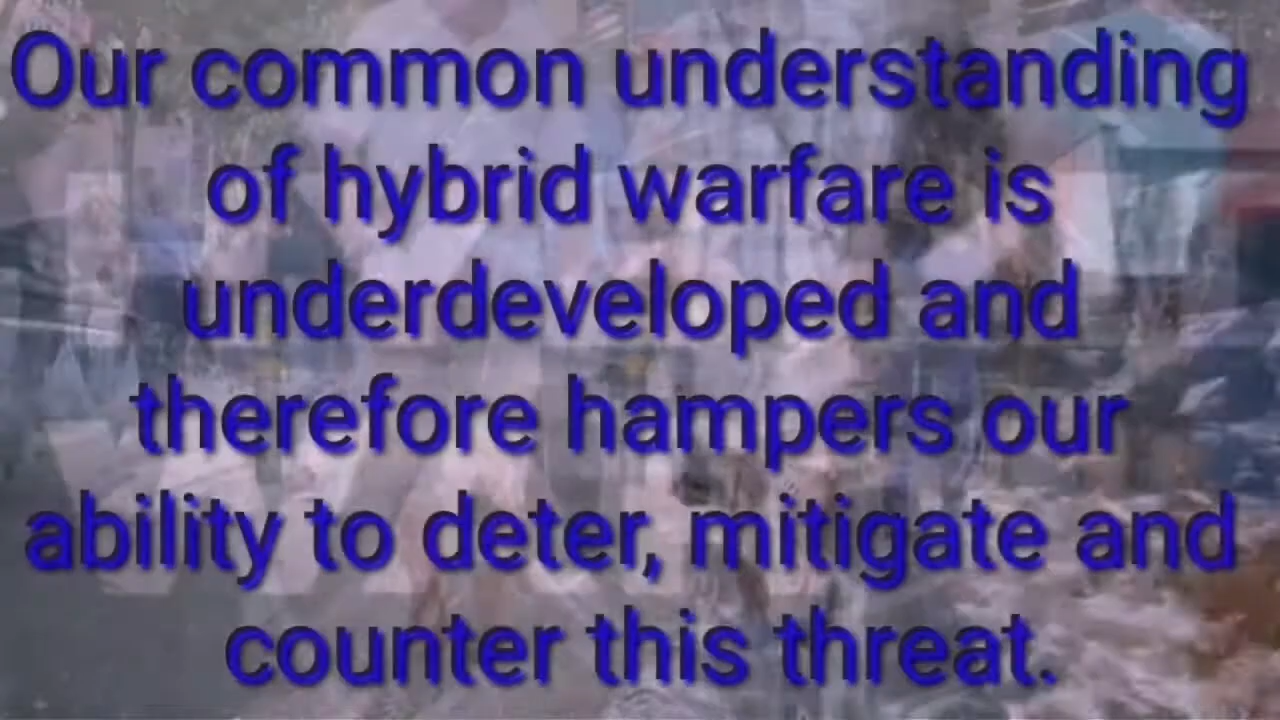 Our common understanding
of hybrid warfare is
underdeveloped and
therefore hampers our
ability to deter, mitigate and
counter this threat.